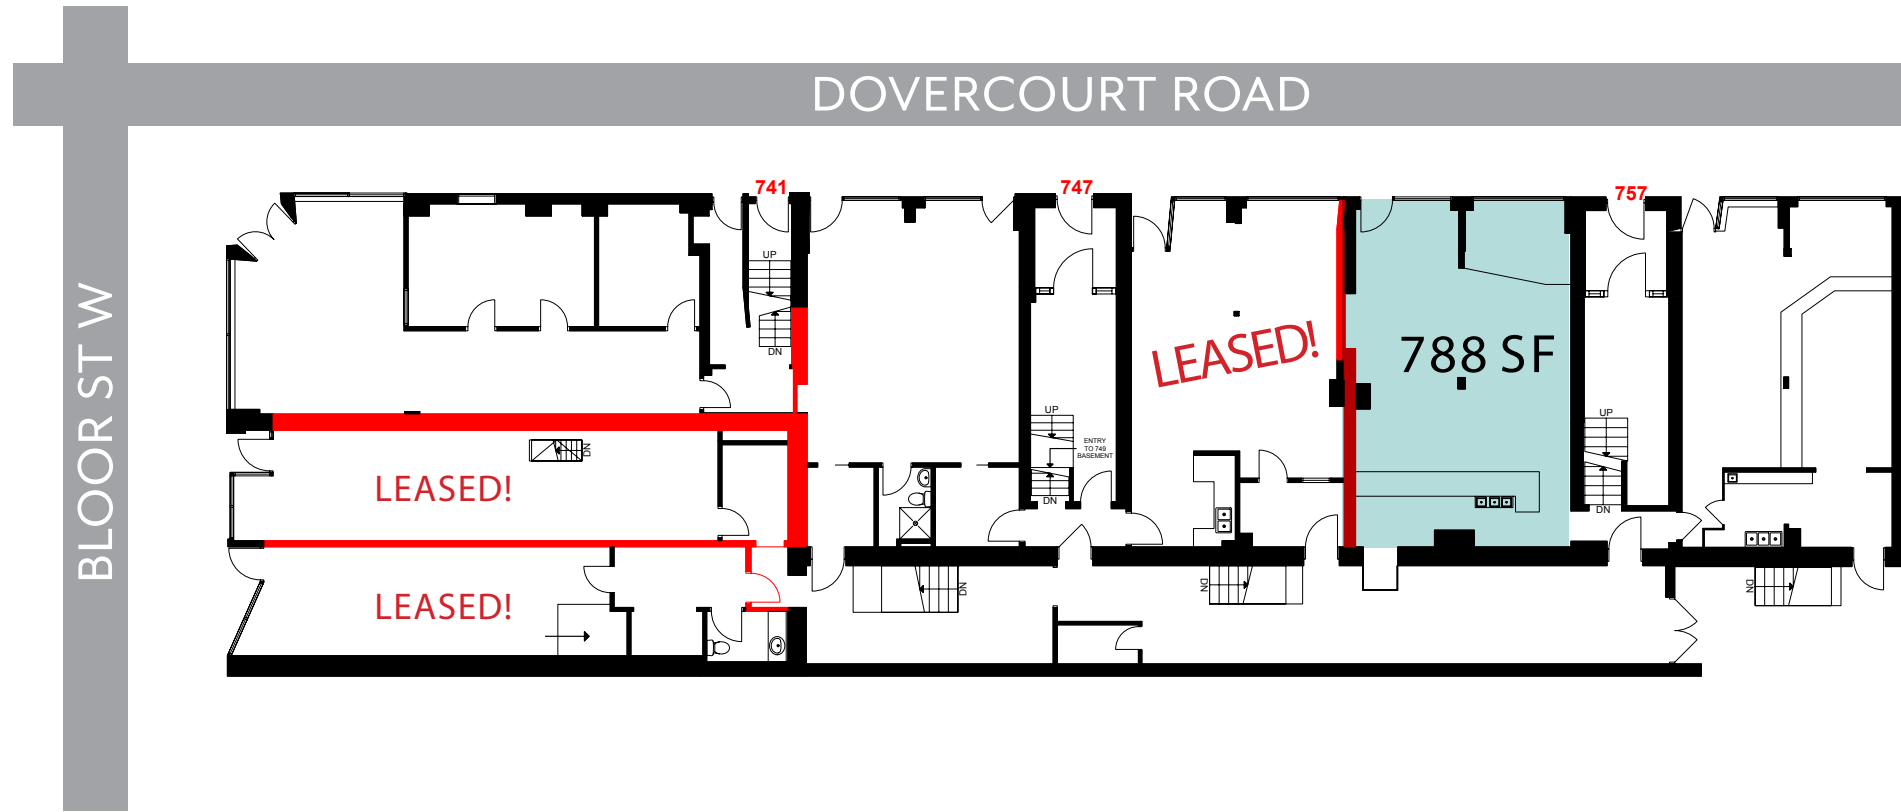 DOVERCOURT ROAD
BLOOR ST W
741
747
757
UP
DN
LEASED!
788 SF
UP
ENTRY
TO 749
BASEMENT
DN
UP
DN
DN
LEASED!
DN
DN
DN
LEASED!